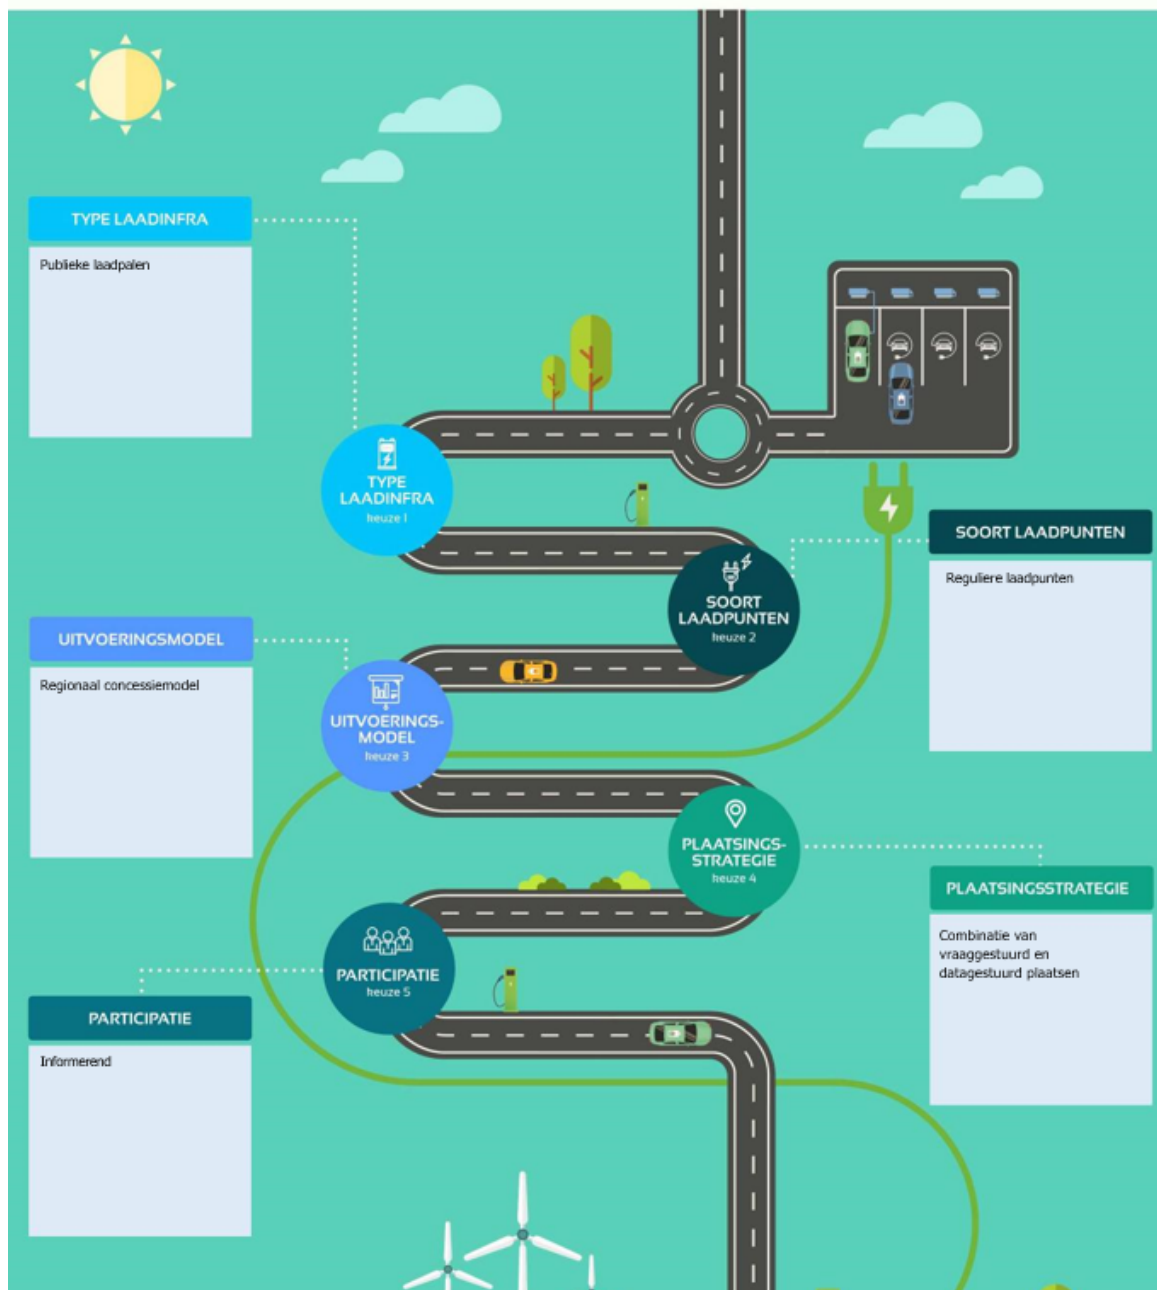 TYPE LAADINFRA
Publieke laadpalen
TYPE
LAADINFRA
keuze 1
SOORT LAADPUNTEN
Reguliere laadpunten
SOORT
LAADPUNTEN
keuze 2
UITVOERINGSMODEL
Regionaal concessiemodel
UITVOERINGS-
MODEL
keuze 3
PLAATSINGS-
STRATEGIE
keuze 4
PLAATSINGSSTRATEGIE
Combinatie van
vraaggestuurd en
datagestuurd plaatsen
PARTICIPATIE
keuze 5
PARTICIPATIE
Informerend